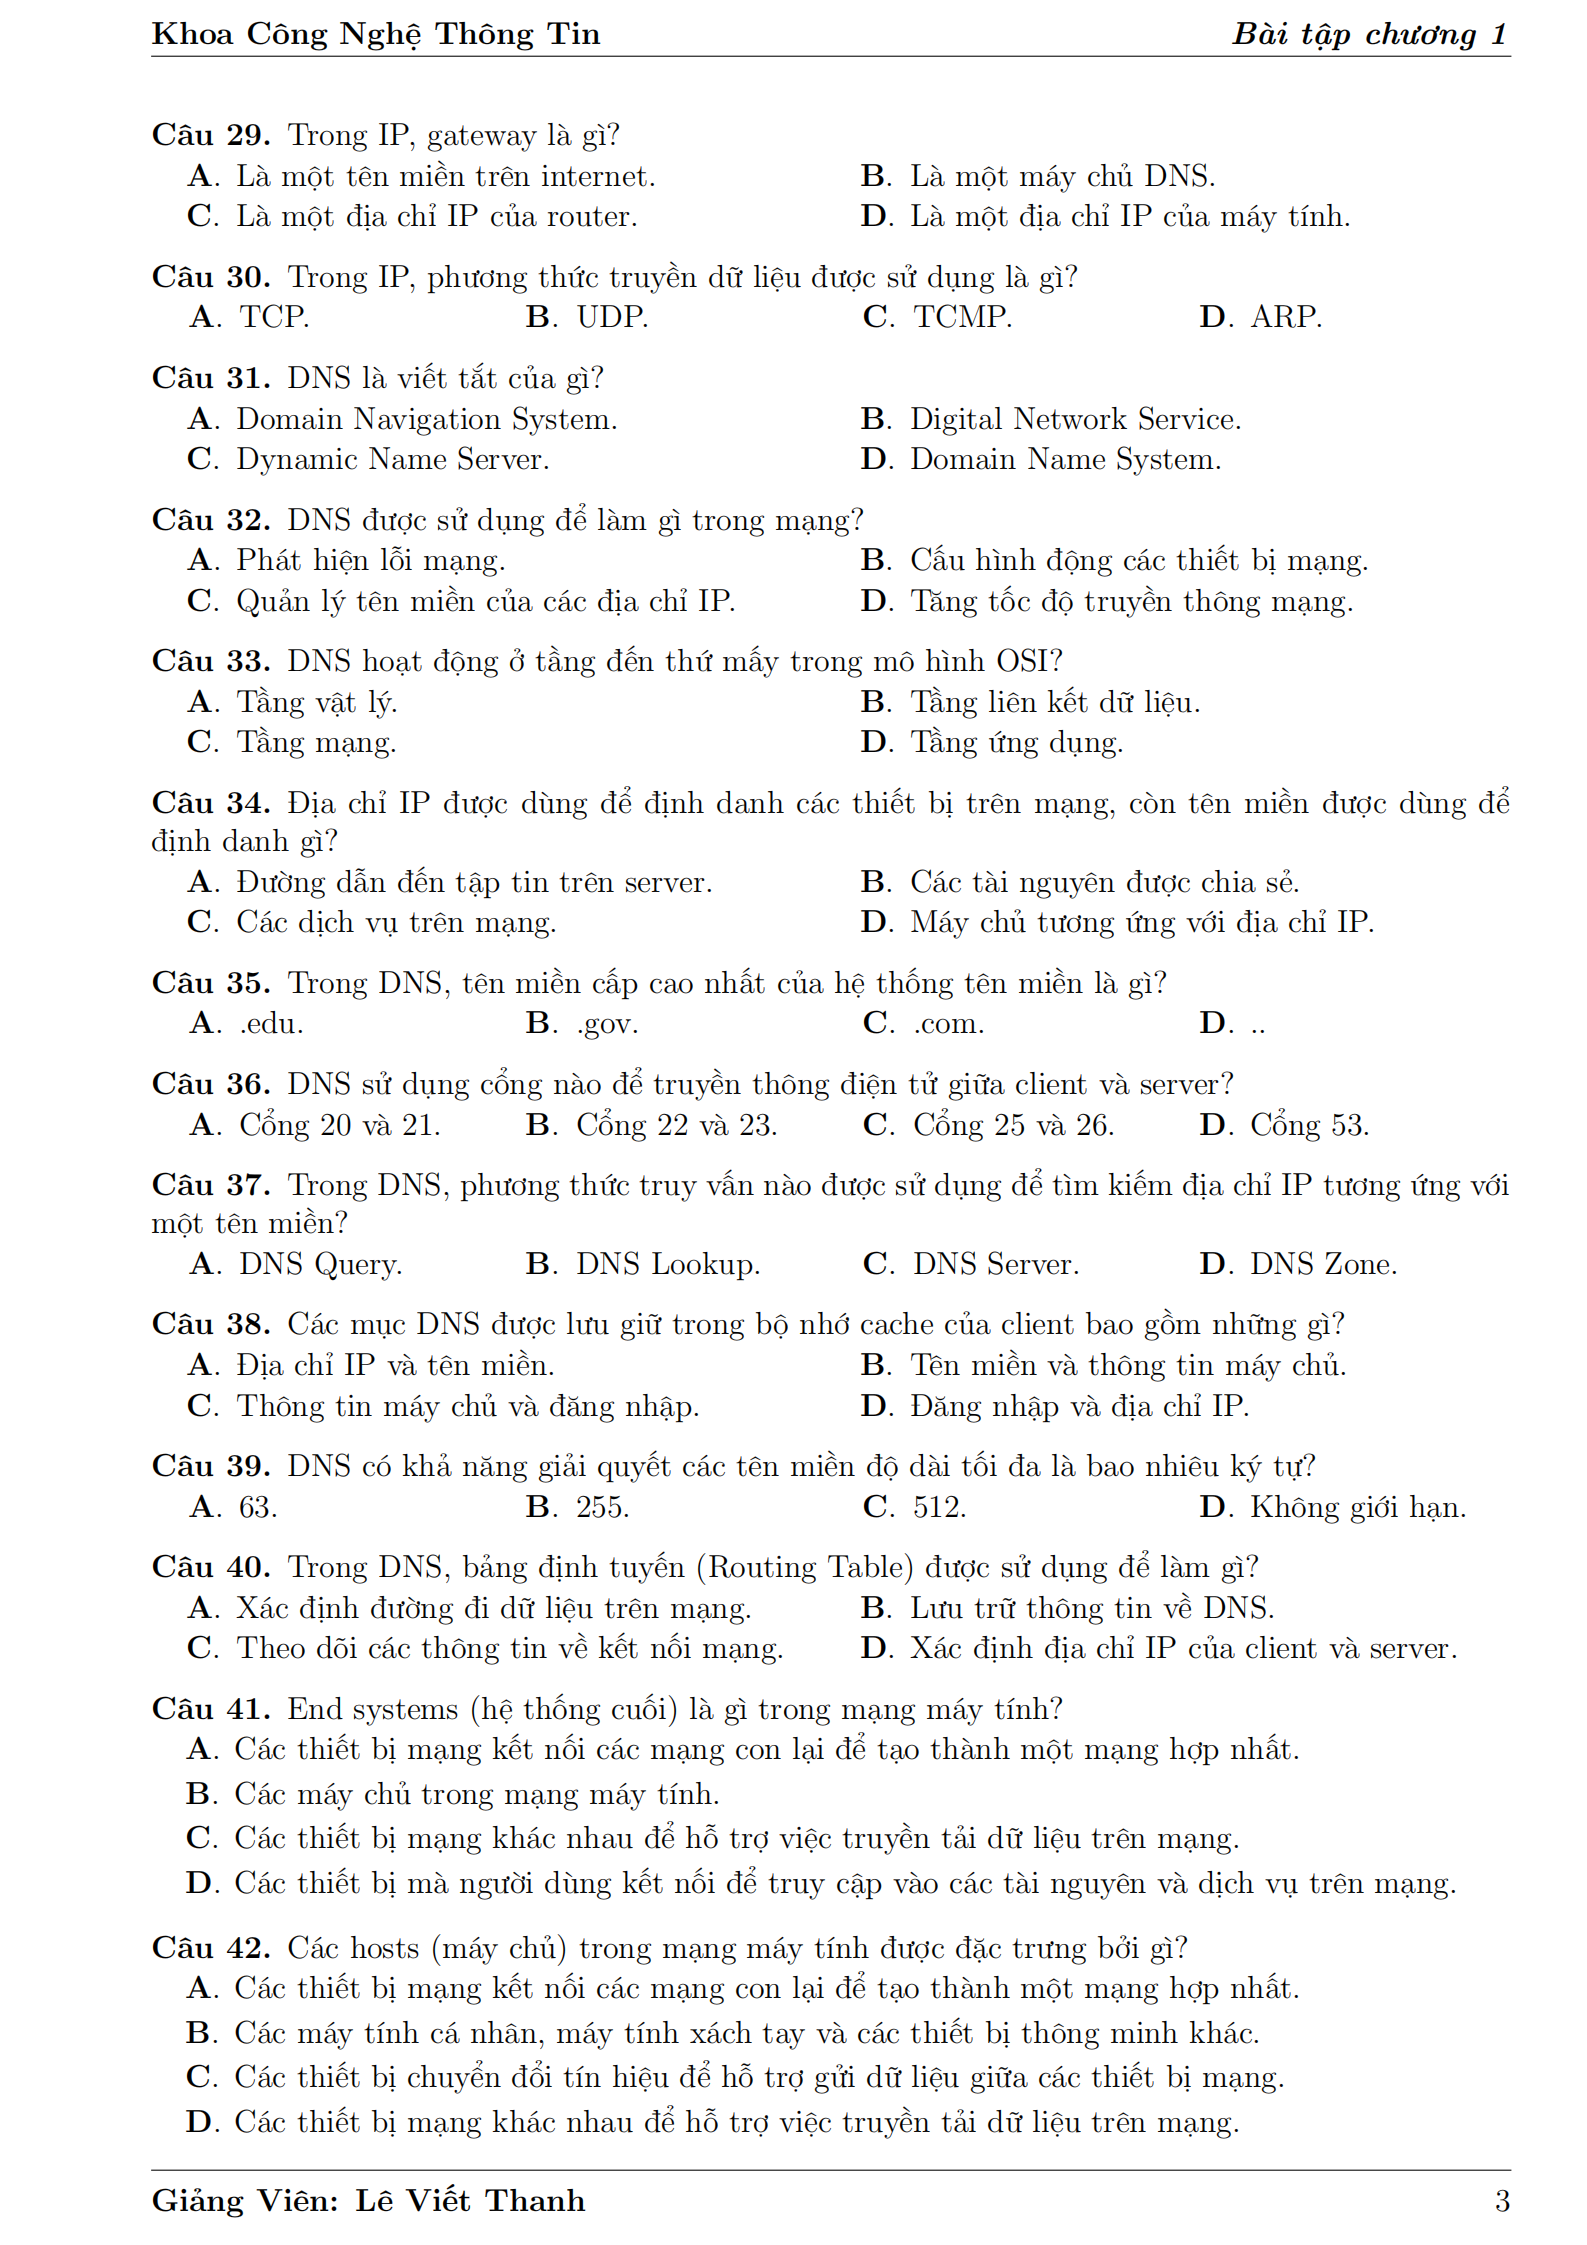 Khoa Công Nghệ Thông Tin Bài tập chương 1
Câu 29. Trong IP, gateway là gì?
A. Là một tên miền trên internet. B. Là một máy chủ DNS.
C. Là một địa chỉ IP của router. D. Là một địa chỉ IP của máy tính.
Câu 30. Trong IP, phương thức truyền dữ liệu được sử dụng là gì?
A. TCP. B. UDP. C. TCMP. D. ARP.
Câu 31. DNS là viết tắt của gì?
A. Domain Navigation System. B. Digital Network Service.
C. Dynamic Name Server. D. Domain Name System.
Câu 32. DNS được sử dụng để làm gì trong mạng?
A. Phát hiện lỗi mạng. B. Cấu hình động các thiết bị mạng.
C. Quản lý tên miền của các địa chỉ IP. D. Tăng tốc độ truyền thông mạng.
Câu 33. DNS hoạt động ở tầng đến thứ mấy trong mô hình OSI?
A. Tầng vật lý. B. Tầng liên kết dữ liệu.
C. Tầng mạng. D. Tầng ứng dụng.
Câu 34. Địa chỉ IP được dùng để định danh các thiết bị trên mạng, còn tên miền được dùng để
định danh gì?
A. Đường dẫn đến tập tin trên server. B. Các tài nguyên được chia sẻ.
C. Các dịch vụ trên mạng. D. Máy chủ tương ứng với địa chỉ IP.
Câu 35. Trong DNS, tên miền cấp cao nhất của hệ thống tên miền là gì?
A. .edu. B. .gov. C. .com. D. ..
Câu 36. DNS sử dụng cổng nào để truyền thông điện tử giữa client và server?
A. Cổng 20 và 21. B. Cổng 22 và 23. C. Cổng 25 và 26. D. Cổng 53.
Câu 37. Trong DNS, phương thức truy vấn nào được sử dụng để tìm kiếm địa chỉ IP tương ứng với
một tên miền?
A. DNS Query. B. DNS Lookup. C. DNS Server. D. DNS Zone.
Câu 38. Các mục DNS được lưu giữ trong bộ nhớ cache của client bao gồm những gì?
A. Địa chỉ IP và tên miền. B. Tên miền và thông tin máy chủ.
C. Thông tin máy chủ và đăng nhập. D. Đăng nhập và địa chỉ IP.
Câu 39. DNS có khả năng giải quyết các tên miền độ dài tối đa là bao nhiêu ký tự?
A. 63. B. 255. C. 512. D. Không giới hạn.
Câu 40. Trong DNS, bảng định tuyến (Routing Table) được sử dụng để làm gì?
A. Xác định đường đi dữ liệu trên mạng. B. Lưu trữ thông tin về DNS.
C. Theo dõi các thông tin về kết nối mạng. D. Xác định địa chỉ IP của client và server.
Câu 41. End systems (hệ thống cuối) là gì trong mạng máy tính?
A. Các thiết bị mạng kết nối các mạng con lại để tạo thành một mạng hợp nhất.
B. Các máy chủ trong mạng máy tính.
C. Các thiết bị mạng khác nhau để hỗ trợ việc truyền tải dữ liệu trên mạng.
D. Các thiết bị mà người dùng kết nối để truy cập vào các tài nguyên và dịch vụ trên mạng.
Câu 42. Các hosts (máy chủ) trong mạng máy tính được đặc trưng bởi gì?
A. Các thiết bị mạng kết nối các mạng con lại để tạo thành một mạng hợp nhất.
B. Các máy tính cá nhân, máy tính xách tay và các thiết bị thông minh khác.
C. Các thiết bị chuyển đổi tín hiệu để hỗ trợ gửi dữ liệu giữa các thiết bị mạng.
D. Các thiết bị mạng khác nhau để hỗ trợ việc truyền tải dữ liệu trên mạng.
Giảng Viên: Lê Viết Thanh 3